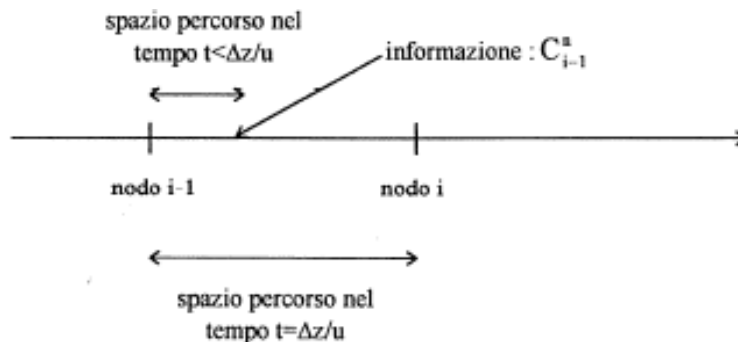 spazio percorso nel
tempo t<Δz/u
informazione : C^n_{i-1}
nodo i-1
nodo i
spazio percorso nel
tempo t=Δz/u